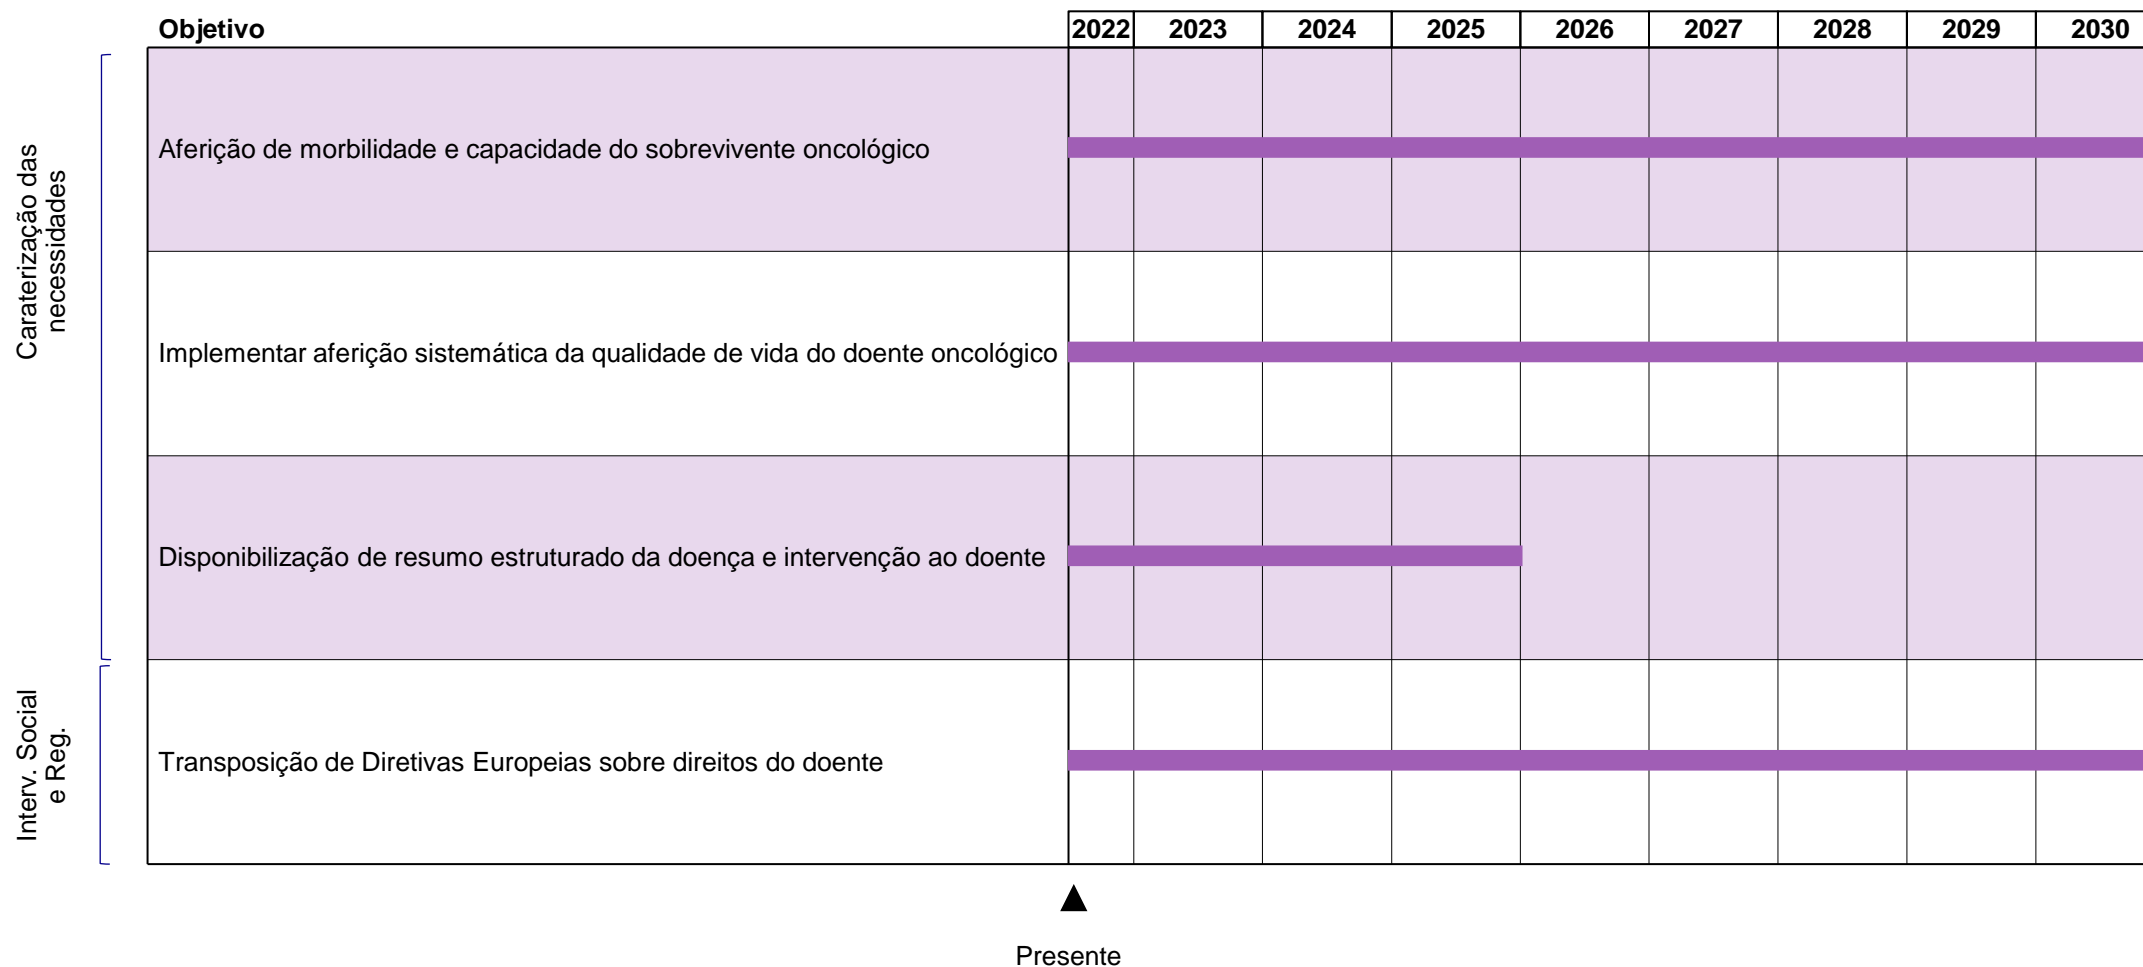 Objetivo 2022 2023 2024 2025 2026 2027 2028 2029 2030
Caraterização das
necessidades
Aferição de morbilidade e capacidade do sobrevivente oncológico
Implementar aferição sistemática da qualidade de vida do doente oncológico
Disponibilização de resumo estruturado da doença e intervenção ao doente
Interv. Social
e Reg.
Transposição de Diretivas Europeias sobre direitos do doente
Presente